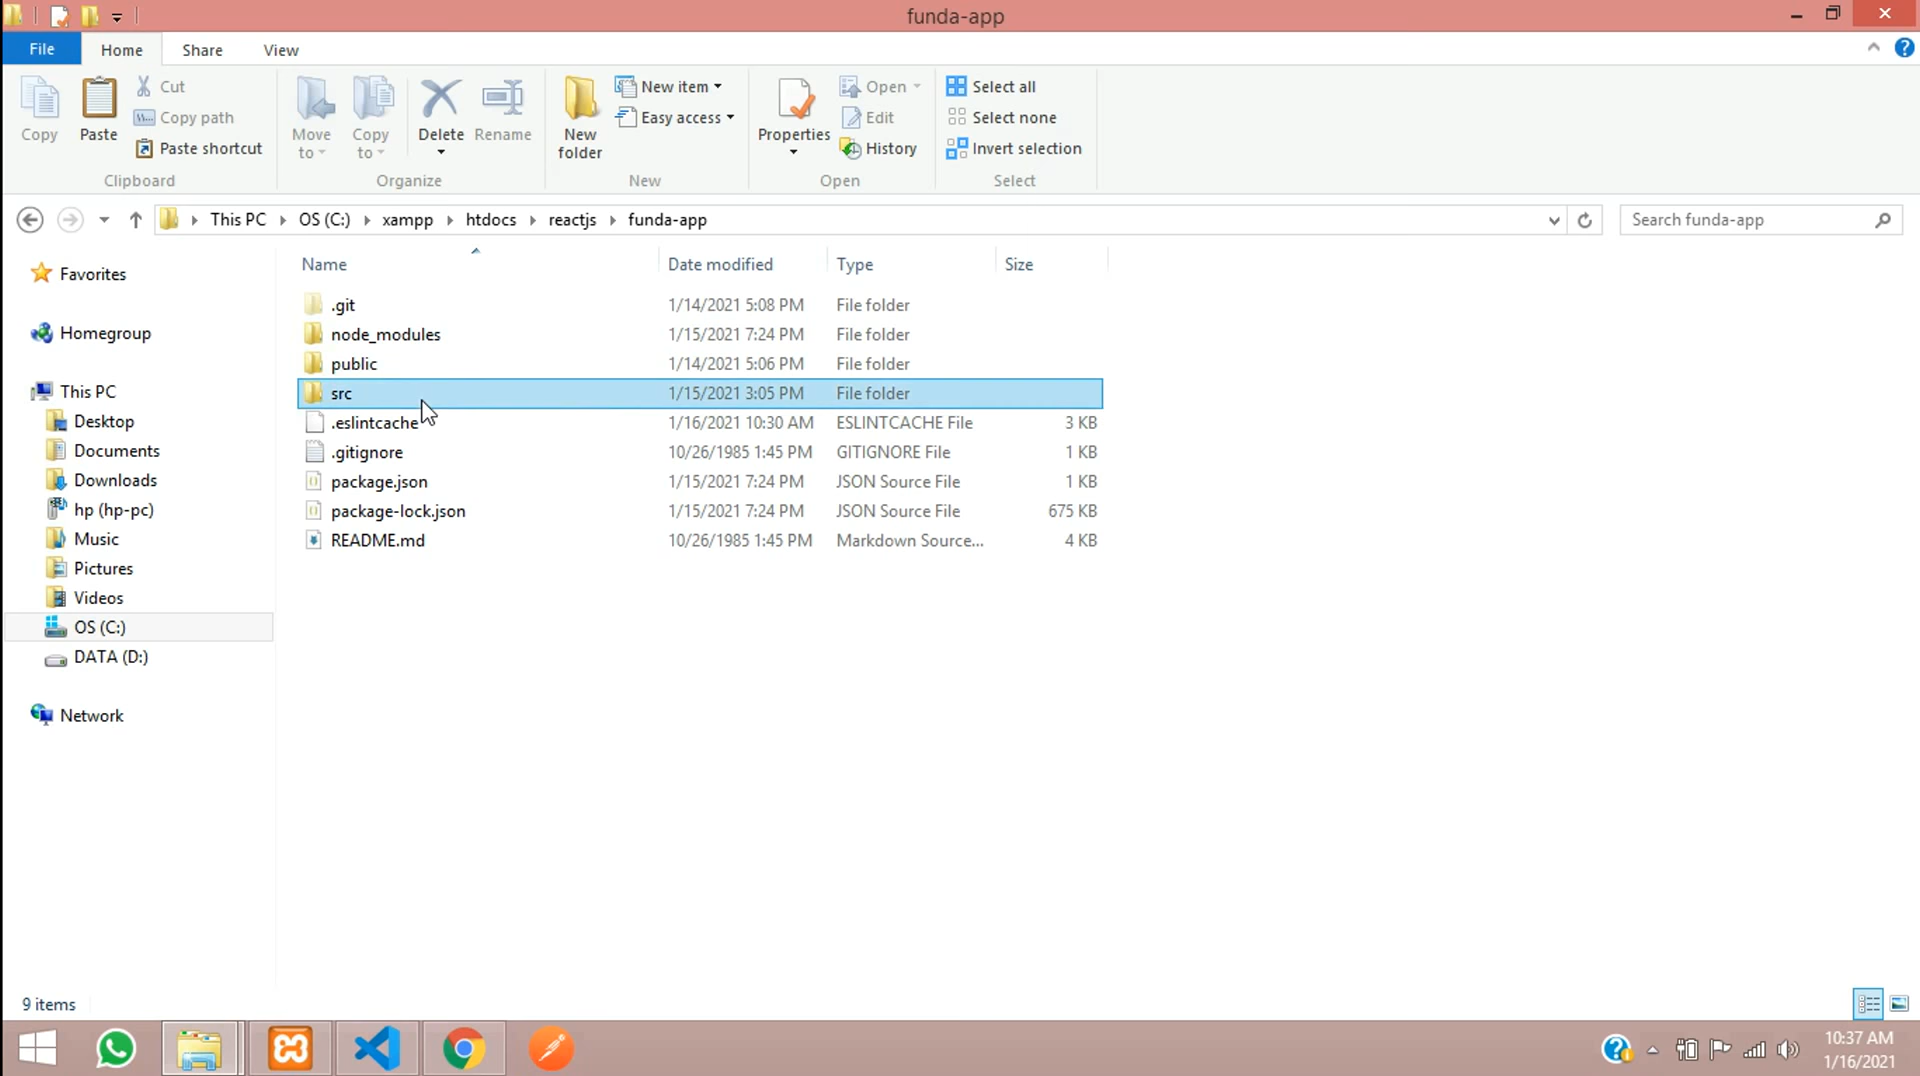 funda-app
File Home Share View
Copy Paste Cut Copy path Paste shortcut Move to Copy to Delete Rename New folder New item Easy access Properties Open Edit History Select all Select none Invert selection
Clipboard Organize New Open Select
This PC OS (C:) xampp htdocs reactjs funda-app Search funda-app
Name Date modified Type Size
.git 1/14/2021 5:08 PM File folder
node_modules 1/15/2021 7:24 PM File folder
public 1/14/2021 5:06 PM File folder
src 1/15/2021 3:05 PM File folder
.eslintcache 1/16/2021 10:30 AM ESLINTCACHE File 3 KB
.gitignore 10/26/1985 1:45 PM GITIGNORE File 1 KB
package.json 1/15/2021 7:24 PM JSON Source File 1 KB
package-lock.json 1/15/2021 7:24 PM JSON Source File 675 KB
README.md 10/26/1985 1:45 PM Markdown Source... 4 KB
Favorites
Homegroup
This PC
Desktop
Documents
Downloads
hp (hp-pc)
Music
Pictures
Videos
OS (C:)
DATA (D:)
Network
9 items
10:37 AM
1/16/2021